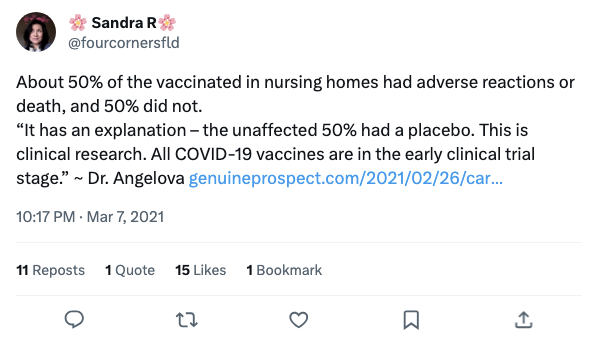 🌸 Sandra R🌸
@fourcornersfld
About 50% of the vaccinated in nursing homes had adverse reactions or
death, and 50% did not.
“It has an explanation – the unaffected 50% had a placebo. This is
clinical research. All COVID-19 vaccines are in the early clinical trial
stage.” ~ Dr. Angelova genuineprospect.com/2021/02/26/car...
10:17 PM · Mar 7, 2021
11 Reposts 1 Quote 15 Likes 1 Bookmark